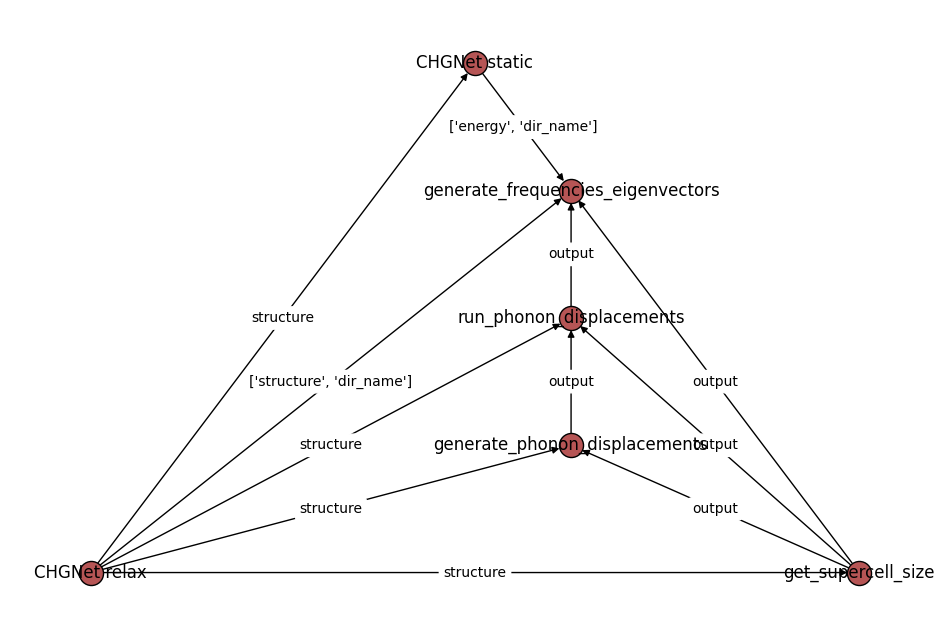 CHGNet static
['energy', 'dir_name']
generate_frequencies_eigenvectors
output
structure
run_phonon_displacements
['structure', 'dir_name']
output
output
structure
generate_phonon_displacements
output
structure
output
CHGNet relax
structure
get_supercell_size